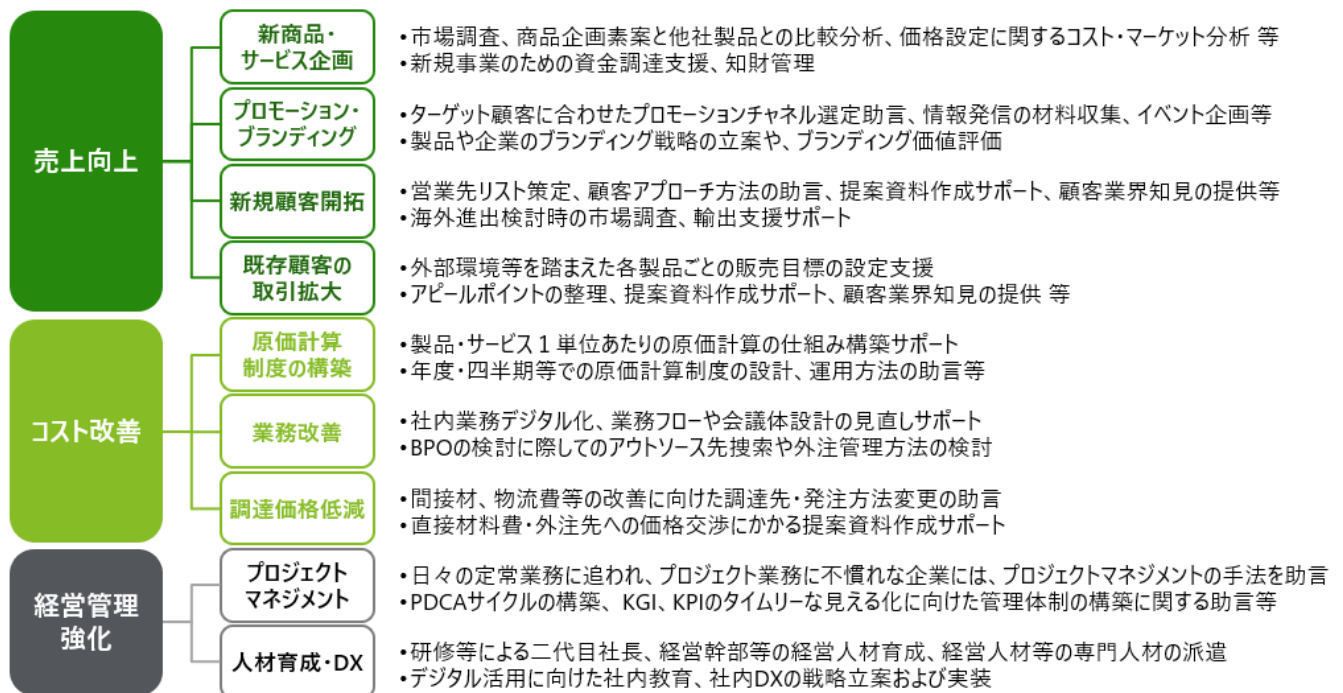 売上向上
新商品・
サービス企画
•市場調査、商品企画素案と他社製品との比較分析、価格設定に関するコスト・マーケット分析 等
•新規事業のための資金調達支援、知財管理
プロモーション・
ブランディング
•ターゲット顧客に合わせたプロモーションチャネル選定助言、情報発信の材料収集、イベント企画等
•製品や企業のブランディング戦略の立案や、ブランディング価値評価
新規顧客開拓
•営業先リスト策定、顧客アプローチ方法の助言、提案資料作成サポート、顧客業界知見の提供等
•海外進出検討時の市場調査、輸出支援サポート
既存顧客の
取引拡大
•外部環境等を踏まえた各製品ごとの販売目標の設定支援
•アピールポイントの整理、提案資料作成サポート、顧客業界知見の提供 等
コスト改善
原価計算
制度の構築
•製品・サービス１単位あたりの原価計算の仕組み構築サポート
•年度・四半期等での原価計算制度の設計、運用方法の助言等
業務改善
•社内業務デジタル化、業務フローや会議体設計の見直しサポート
•BPOの検討に際してのアウトソース先捜索や外注管理方法の検討
調達価格低減
•間接材、物流費等の改善に向けた調達先・発注方法変更の助言
•直接材料費・外注先への価格交渉にかかる提案資料作成サポート
経営管理
強化
プロジェクト
マネジメント
•日々の定常業務に追われ、プロジェクト業務に不慣れな企業には、プロジェクトマネジメントの手法を助言
•PDCAサイクルの構築、KGI、KPIのタイムリーな見える化に向けた管理体制の構築に関する助言等
人材育成・DX
•研修等による二代目社長、経営幹部等の経営人材育成、経営人材等の専門人材の派遣
•デジタル活用に向けた社内教育、社内DXの戦略立案および実装